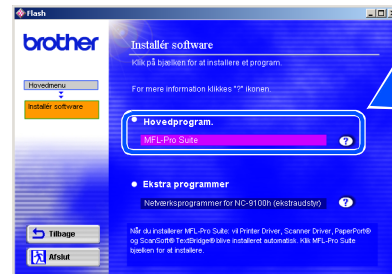 Flash
brother
Installér software
Klik på bjælken for at installere et program.
Hovedmenu
Installér software
For mere information klikkes "?" ikonen.
Hovedprogram.
MFL-Pro Suite
?
Ekstra programmer
Netværksprogrammer for NC-9100h (ekstraudstyr)
?
Tilbage
Afslut
Når du installerer MFL-Pro Suite: vil Printer Driver, Scanner Driver, PaperPort®
og ScanSoft® TextBridge® blive installeret automatisk. Klik MFL-Pro Suite
bjælken for at installere.